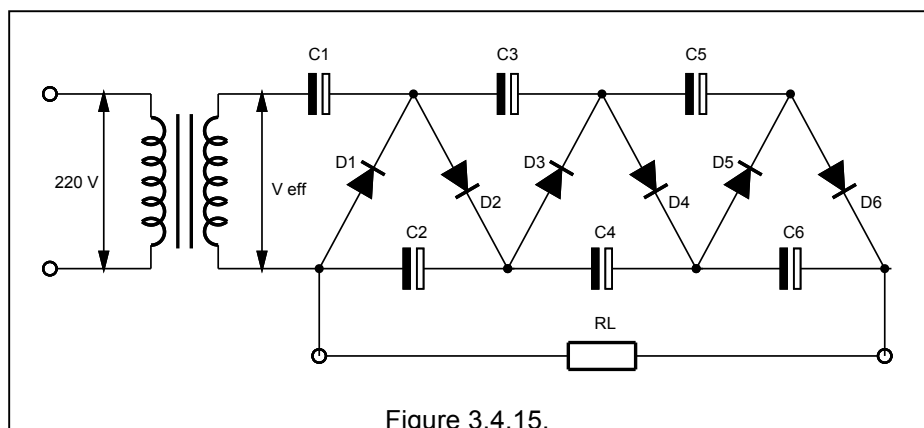 C1
C3
C5
220 V
V eff
D1
D2
D3
D4
D5
D6
C2
C4
C6
RL
Figure 3.4.15.